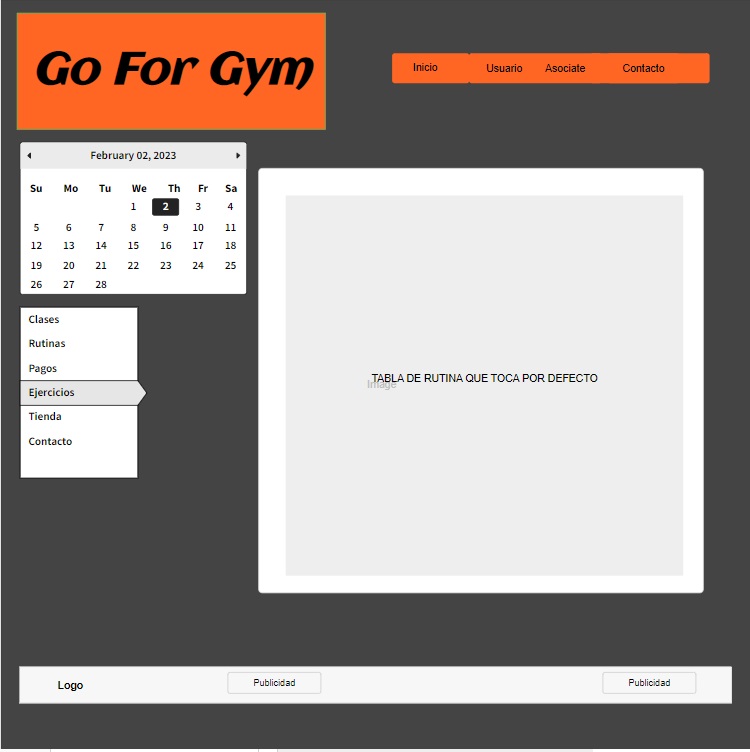 Go For Gym
Inicio Usuario Asociate Contacto
February 02, 2023
Su Mo Tu We Th Fr Sa
1 2 3 4
5 6 7 8 9 10 11
12 13 14 15 16 17 18
19 20 21 22 23 24 25
26 27 28
Clases
Rutinas
Pagos
Ejercicios
Tienda
Contacto
TABLA DE RUTINA QUE TOCA POR DEFECTO
Image
Logo Publicidad Publicidad